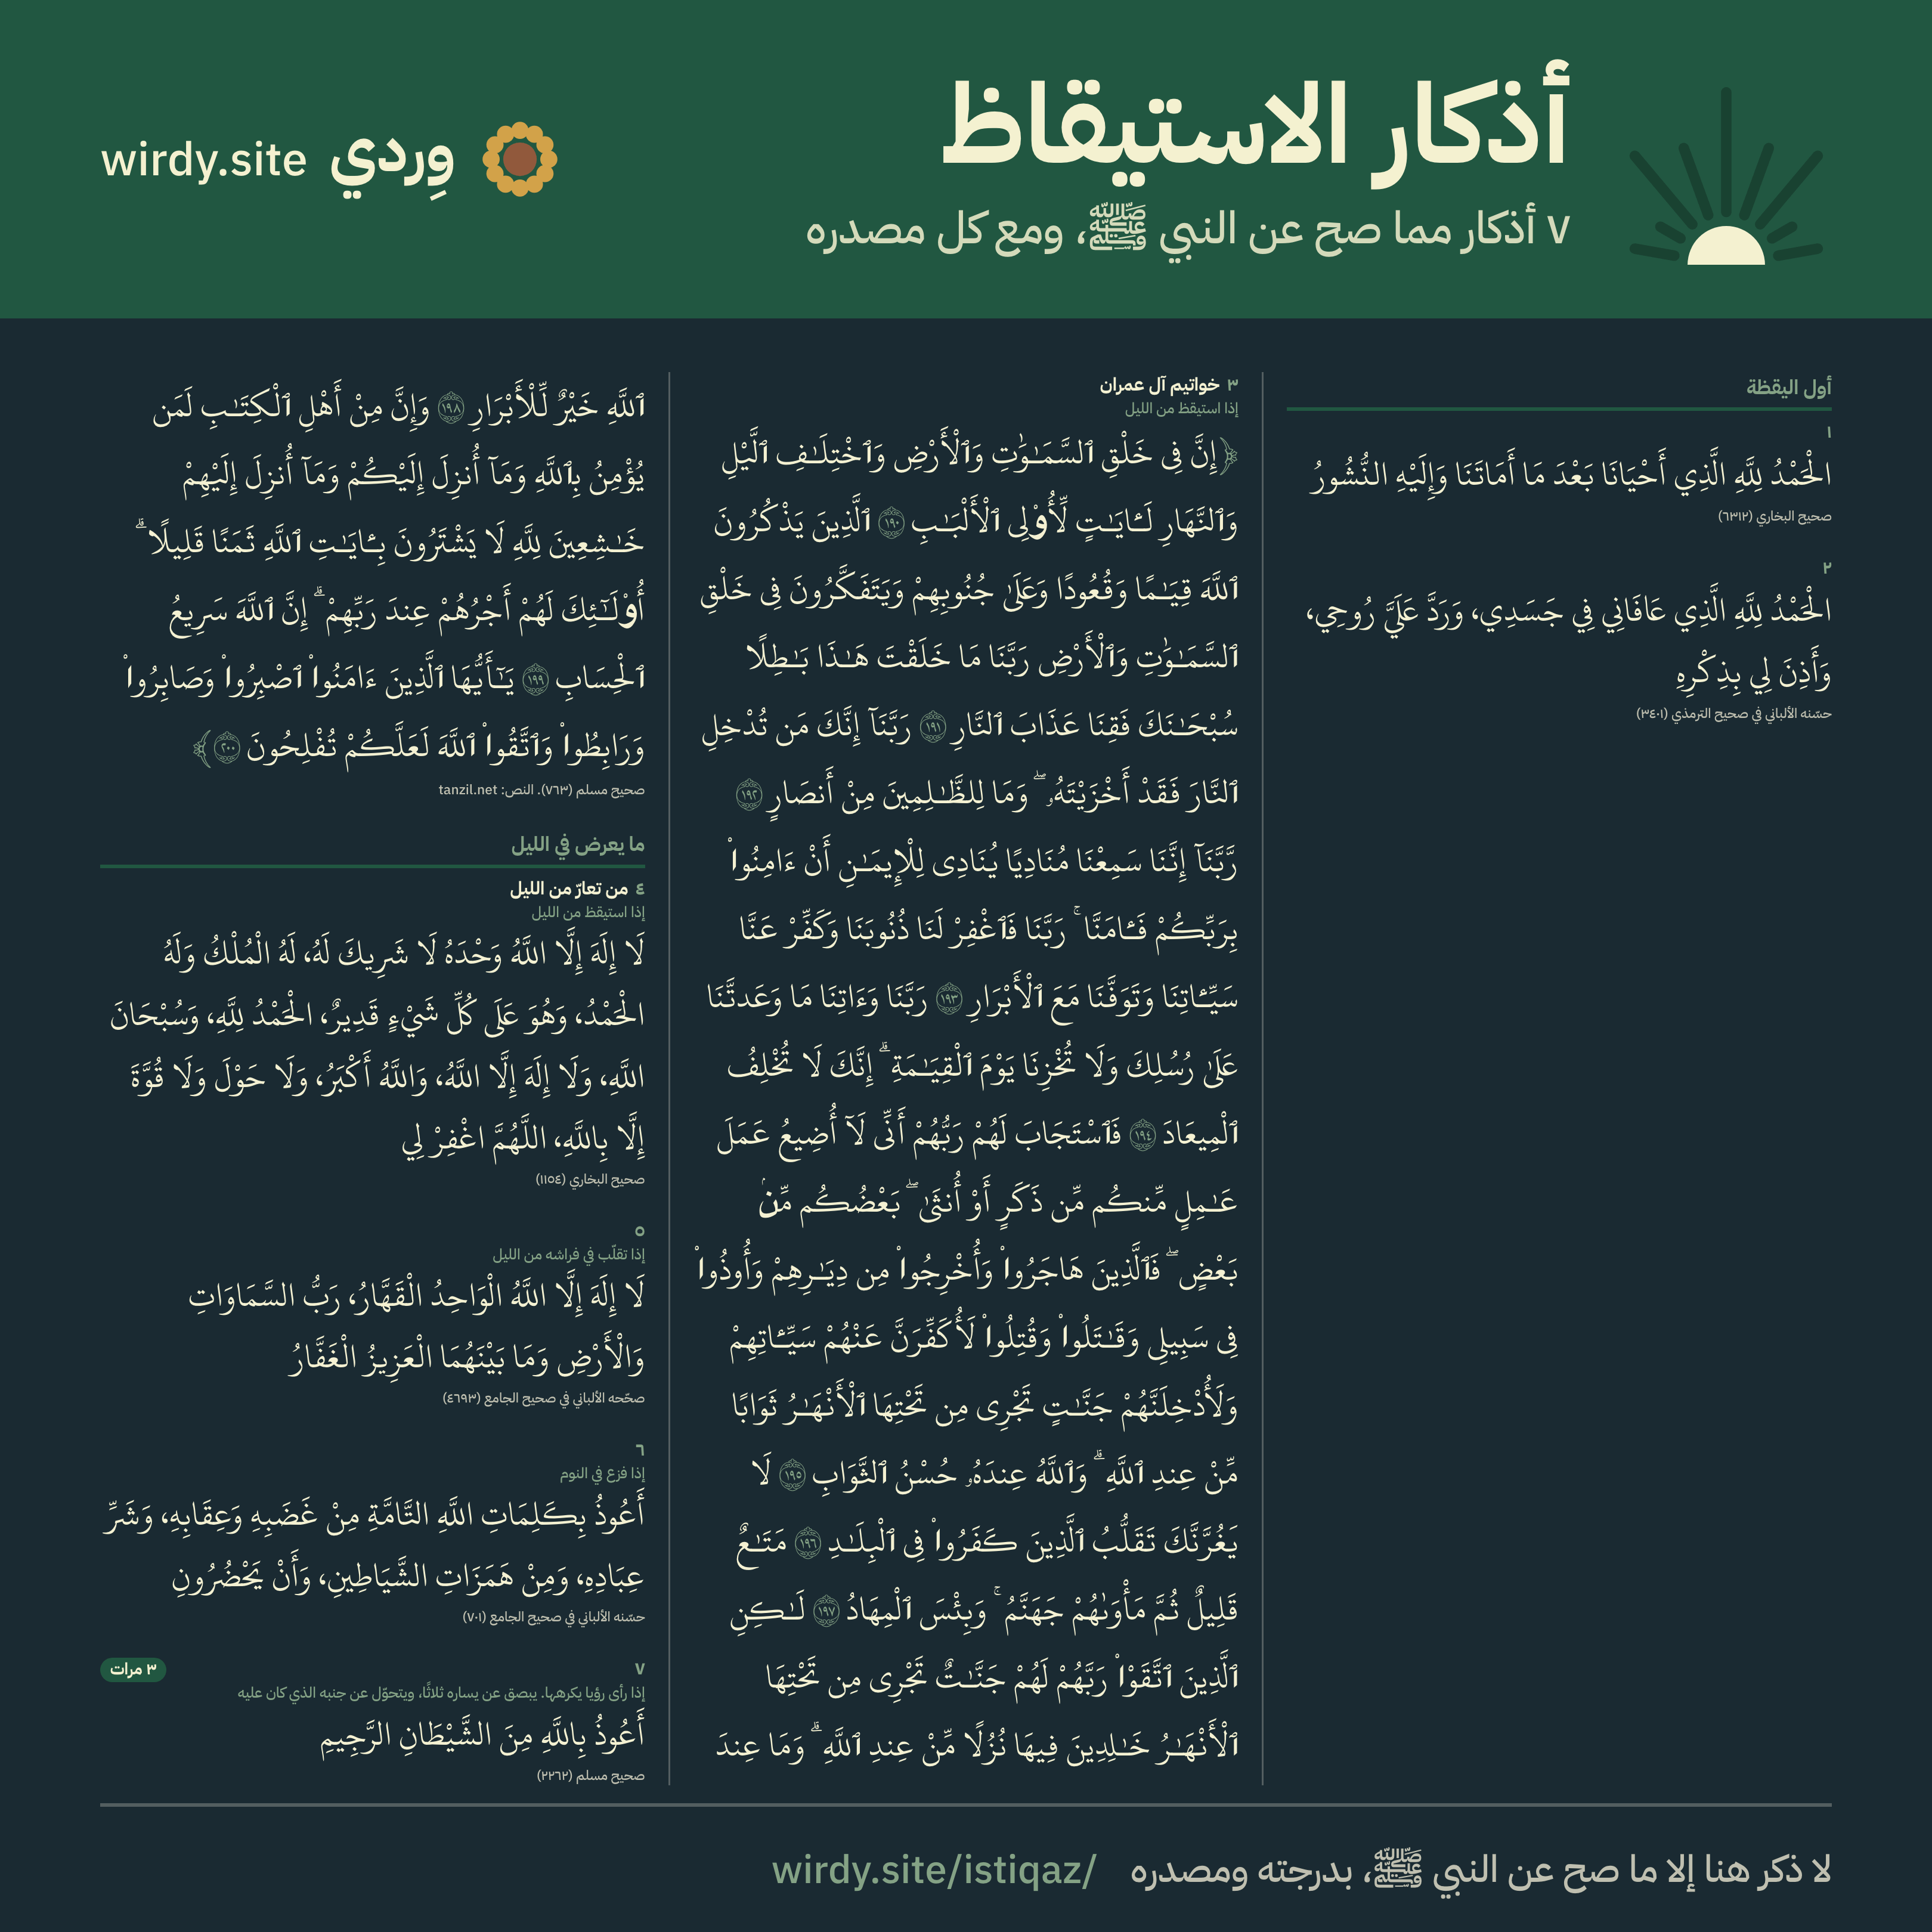 أذكار الاستيقاظ
٧ أذكار مما صح عن النبي ﷺ، ومع كل مصدره
وِردي wirdy.site
أول اليقظة
١
الْحَمْدُ لِلَّهِ الَّذِي أَحْيَانَا بَعْدَ مَا أَمَاتَنَا وَإِلَيْهِ النُّشُورُ
صحيح البخاري (٦٣١٢)
٢
الْحَمْدُ لِلَّهِ الَّذِي عَافَانِي فِي جَسَدِي، وَرَدَّ عَلَيَّ رُوحِي،
وَأَذِنَ لِي بِذِكْرِهِ
حسّنه الألباني في صحيح الترمذي (٣٤٠١)
٣ خواتيم آل عمران
إذا استيقظ من الليل
﴿إِنَّ فِى خَلْقِ ٱلسَّمَـٰوَٰتِ وَٱلْأَرْضِ وَٱخْتِلَـٰفِ ٱلَّيْلِ
وَٱلنَّهَارِ لَـَٔايَـٰتٍ لِّأُو۟لِى ٱلْأَلْبَـٰبِ ١٩٠ ٱلَّذِينَ يَذْكُرُونَ
ٱللَّهَ قِيَـٰمًا وَقُعُودًا وَعَلَىٰ جُنُوبِهِمْ وَيَتَفَكَّرُونَ فِى خَلْقِ
ٱلسَّمَـٰوَٰتِ وَٱلْأَرْضِ رَبَّنَا مَا خَلَقْتَ هَـٰذَا بَـٰطِلًا
سُبْحَـٰنَكَ فَقِنَا عَذَابَ ٱلنَّارِ ١٩١ رَبَّنَآ إِنَّكَ مَن تُدْخِلِ
ٱلنَّارَ فَقَدْ أَخْزَيْتَهُۥ ۖ وَمَا لِلظَّـٰلِمِينَ مِنْ أَنصَارٍ ١٩٢
رَّبَّنَآ إِنَّنَا سَمِعْنَا مُنَادِيًا يُنَادِى لِلْإِيمَـٰنِ أَنْ ءَامِنُوا۟
بِرَبِّكُمْ فَـَٔامَنَّا ۚ رَبَّنَا فَٱغْفِرْ لَنَا ذُنُوبَنَا وَكَفِّرْ عَنَّا
سَيِّـَٔاتِنَا وَتَوَفَّنَا مَعَ ٱلْأَبْرَارِ ١٩٣ رَبَّنَا وَءَاتِنَا مَا وَعَدتَّنَا
عَلَىٰ رُسُلِكَ وَلَا تُخْزِنَا يَوْمَ ٱلْقِيَـٰمَةِ ۗ إِنَّكَ لَا تُخْلِفُ
ٱلْمِيعَادَ ١٩٤ فَٱسْتَجَابَ لَهُمْ رَبُّهُمْ أَنِّى لَآ أُضِيعُ عَمَلَ
عَـٰمِلٍ مِّنكُم مِّن ذَكَرٍ أَوْ أُنثَىٰ ۖ بَعْضُكُم مِّنۢ
بَعْضٍ ۖ فَٱلَّذِينَ هَاجَرُوا۟ وَأُخْرِجُوا۟ مِن دِيَـٰرِهِمْ وَأُوذُوا۟
فِى سَبِيلِى وَقَـٰتَلُوا۟ وَقُتِلُوا۟ لَأُكَفِّرَنَّ عَنْهُمْ سَيِّـَٔاتِهِمْ
وَلَأُدْخِلَنَّهُمْ جَنَّـٰتٍ تَجْرِى مِن تَحْتِهَا ٱلْأَنْهَـٰرُ ثَوَابًا
مِّنْ عِندِ ٱللَّهِ ۗ وَٱللَّهُ عِندَهُۥ حُسْنُ ٱلثَّوَابِ ١٩٥ لَا
يَغُرَّنَّكَ تَقَلُّبُ ٱلَّذِينَ كَفَرُوا۟ فِى ٱلْبِلَـٰدِ ١٩٦ مَتَـٰعٌ
قَلِيلٌ ثُمَّ مَأْوَىٰهُمْ جَهَنَّمُ ۚ وَبِئْسَ ٱلْمِهَادُ ١٩٧ لَـٰكِنِ
ٱلَّذِينَ ٱتَّقَوْا۟ رَبَّهُمْ لَهُمْ جَنَّـٰتٌ تَجْرِى مِن تَحْتِهَا
ٱلْأَنْهَـٰرُ خَـٰلِدِينَ فِيهَا نُزُلًا مِّنْ عِندِ ٱللَّهِ ۗ وَمَا عِندَ
ٱللَّهِ خَيْرٌ لِّلْأَبْرَارِ ١٩٨ وَإِنَّ مِنْ أَهْلِ ٱلْكِتَـٰبِ لَمَن
يُؤْمِنُ بِٱللَّهِ وَمَآ أُنزِلَ إِلَيْكُمْ وَمَآ أُنزِلَ إِلَيْهِمْ
خَـٰشِعِينَ لِلَّهِ لَا يَشْتَرُونَ بِـَٔايَـٰتِ ٱللَّهِ ثَمَنًا قَلِيلًا ۗ
أُو۟لَـٰٓئِكَ لَهُمْ أَجْرُهُمْ عِندَ رَبِّهِمْ ۗ إِنَّ ٱللَّهَ سَرِيعُ
ٱلْحِسَابِ ١٩٩ يَـٰٓأَيُّهَا ٱلَّذِينَ ءَامَنُوا۟ ٱصْبِرُوا۟ وَصَابِرُوا۟
وَرَابِطُوا۟ وَٱتَّقُوا۟ ٱللَّهَ لَعَلَّكُمْ تُفْلِحُونَ ٢٠٠﴾
صحيح مسلم (٧٦٣). النص: tanzil.net
ما يعرض في الليل
٤ من تعارّ من الليل
إذا استيقظ من الليل
لَا إِلَهَ إِلَّا اللَّهُ وَحْدَهُ لَا شَرِيكَ لَهُ، لَهُ الْمُلْكُ وَلَهُ
الْحَمْدُ، وَهُوَ عَلَى كُلِّ شَيْءٍ قَدِيرٌ، الْحَمْدُ لِلَّهِ، وَسُبْحَانَ
اللَّهِ، وَلَا إِلَهَ إِلَّا اللَّهُ، وَاللَّهُ أَكْبَرُ، وَلَا حَوْلَ وَلَا قُوَّةَ
إِلَّا بِاللَّهِ، اللَّهُمَّ اغْفِرْ لِي
صحيح البخاري (١١٥٤)
٥
إذا تقلّب في فراشه من الليل
لَا إِلَهَ إِلَّا اللَّهُ الْوَاحِدُ الْقَهَّارُ، رَبُّ السَّمَاوَاتِ
وَالْأَرْضِ وَمَا بَيْنَهُمَا الْعَزِيزُ الْغَفَّارُ
صحّحه الألباني في صحيح الجامع (٤٦٩٣)
٦
إذا فزع في النوم
أَعُوذُ بِكَلِمَاتِ اللَّهِ التَّامَّةِ مِنْ غَضَبِهِ وَعِقَابِهِ، وَشَرِّ
عِبَادِهِ، وَمِنْ هَمَزَاتِ الشَّيَاطِينِ، وَأَنْ يَحْضُرُونِ
حسّنه الألباني في صحيح الجامع (٧٠١)
٧ ٣ مرات
إذا رأى رؤيا يكرهها. يبصق عن يساره ثلاثًا، ويتحوّل عن جنبه الذي كان عليه
أَعُوذُ بِاللَّهِ مِنَ الشَّيْطَانِ الرَّجِيمِ
صحيح مسلم (٢٢٦٢)
لا ذكر هنا إلا ما صح عن النبي ﷺ، بدرجته ومصدره wirdy.site/istiqaz/